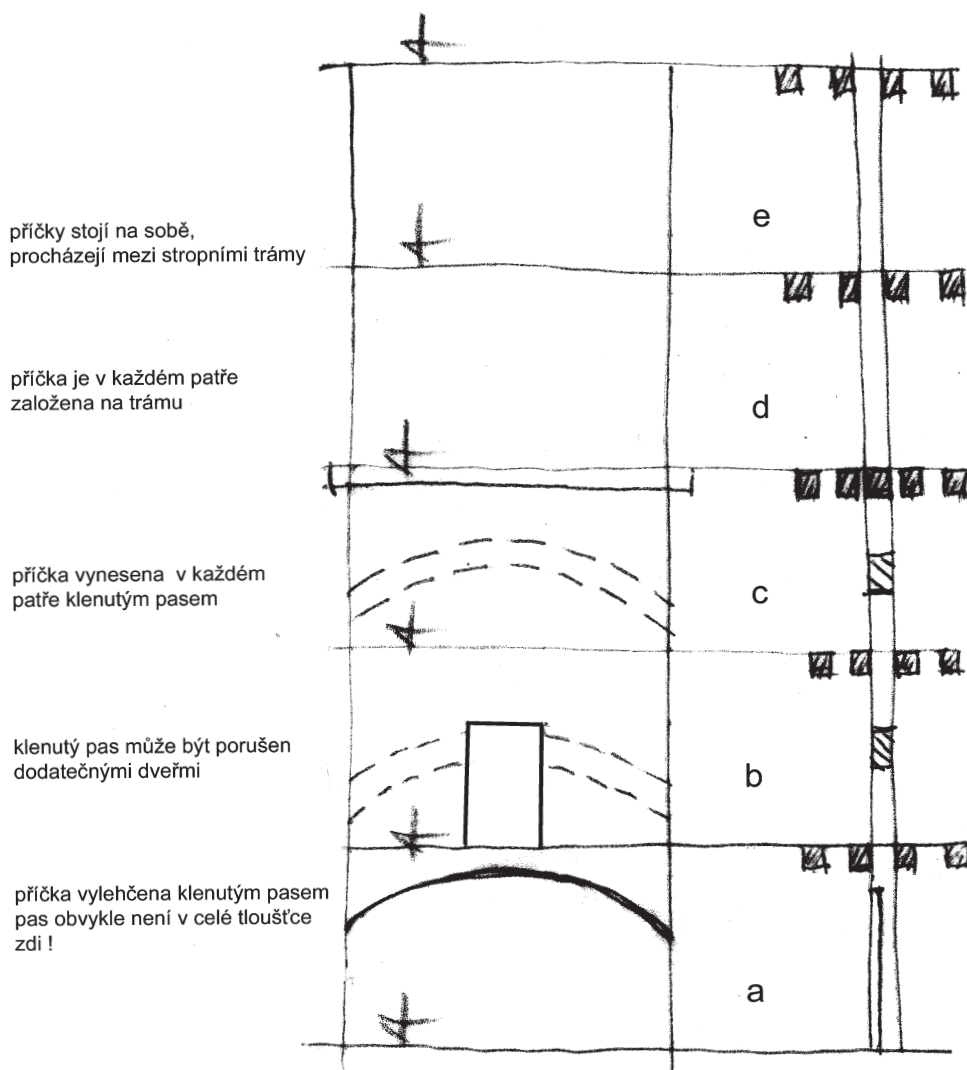 příčky stojí na sobě,
procházejí mezi stropními trámy
e
příčka je v každém patře
založena na trámu
d
příčka vynesena v každém
patře klenutým pasem
c
klenutý pas může být porušen
dodatečnými dveřmi
b
příčka vylehčena klenutým pasem
pas obvykle není v celé tloušťce
zdi !
a